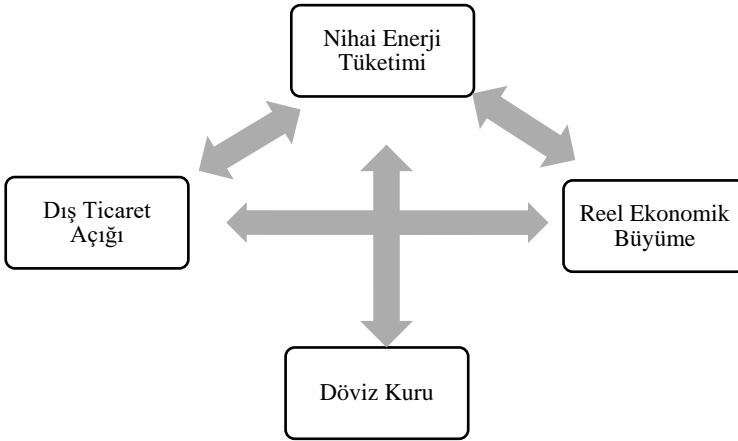 Nihai Enerji
Tüketimi
Dış Ticaret
Açığı
Reel Ekonomik
Büyüme
Döviz Kuru